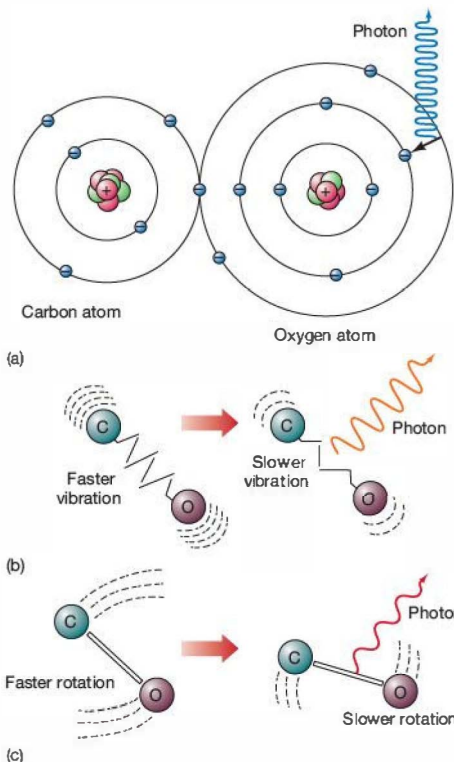 Photon
+
+
Carbon atom
Oxygen atom
(a)
C
Faster
vibration
O
C
Photon
Slower
vibration
O
(b)
C
Faster rotation
O
Photo
C
O
Slower rotation
(c)